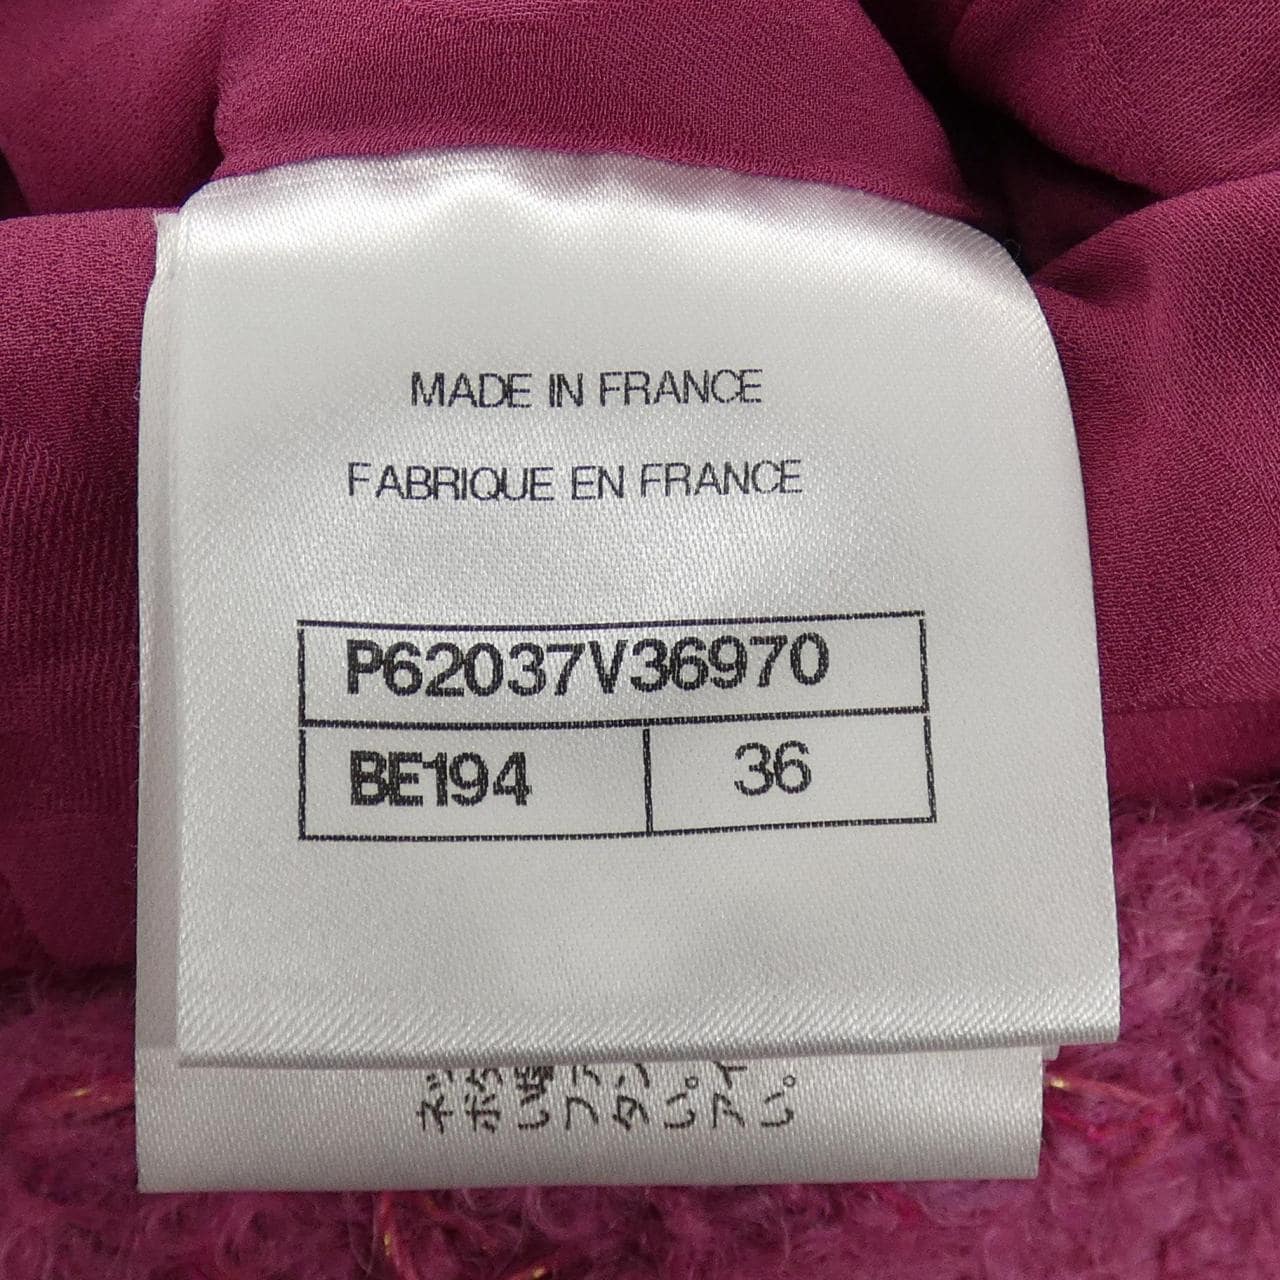 MADE IN FRANCE
FABRIQUE EN FRANCE
P62037V36970
BE194 36